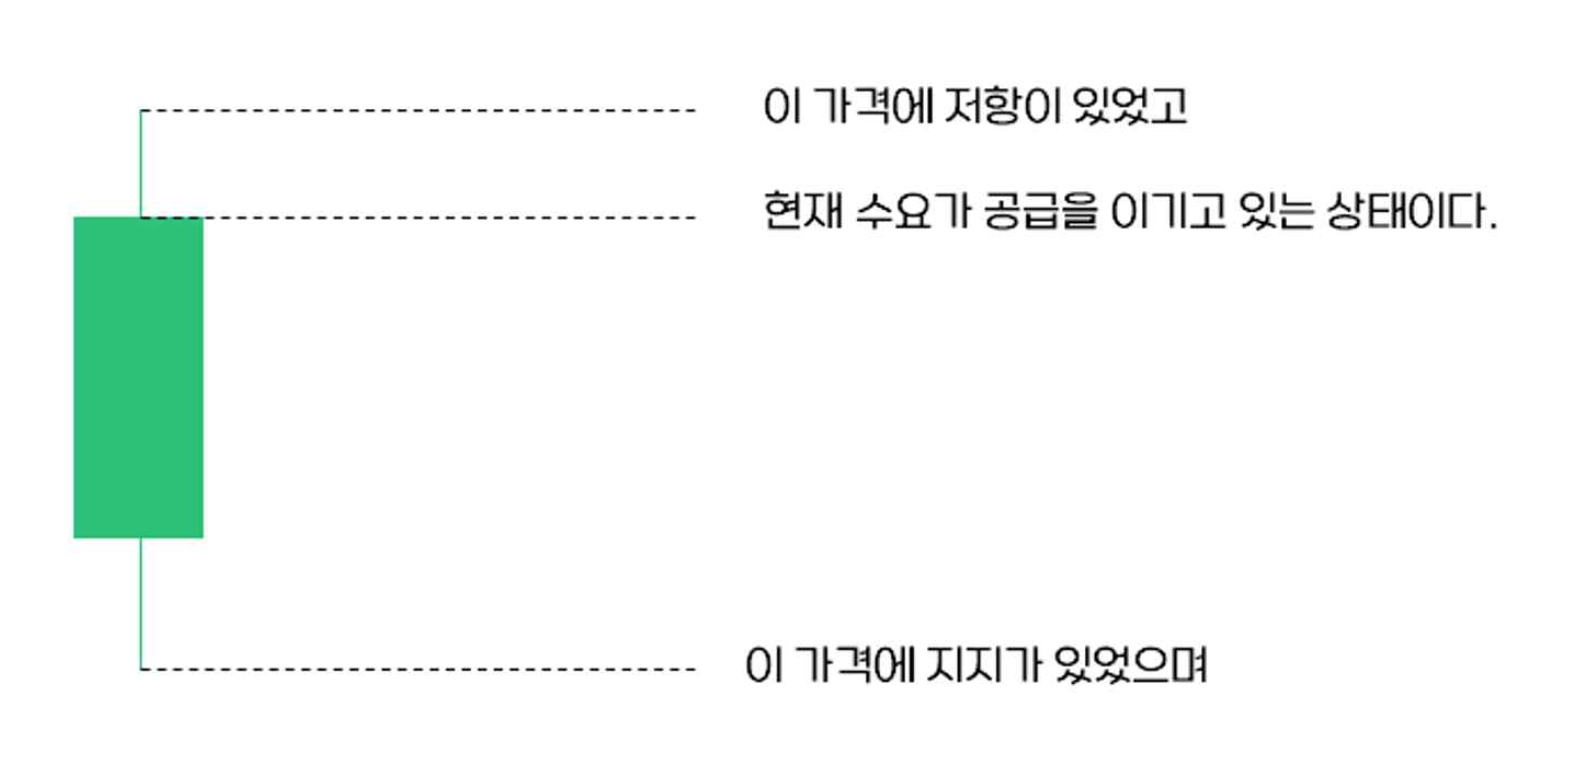 이 가격에 저항이 있었고
현재 수요가 공급을 이기고 있는 상태이다.
이 가격에 지지가 있었으며